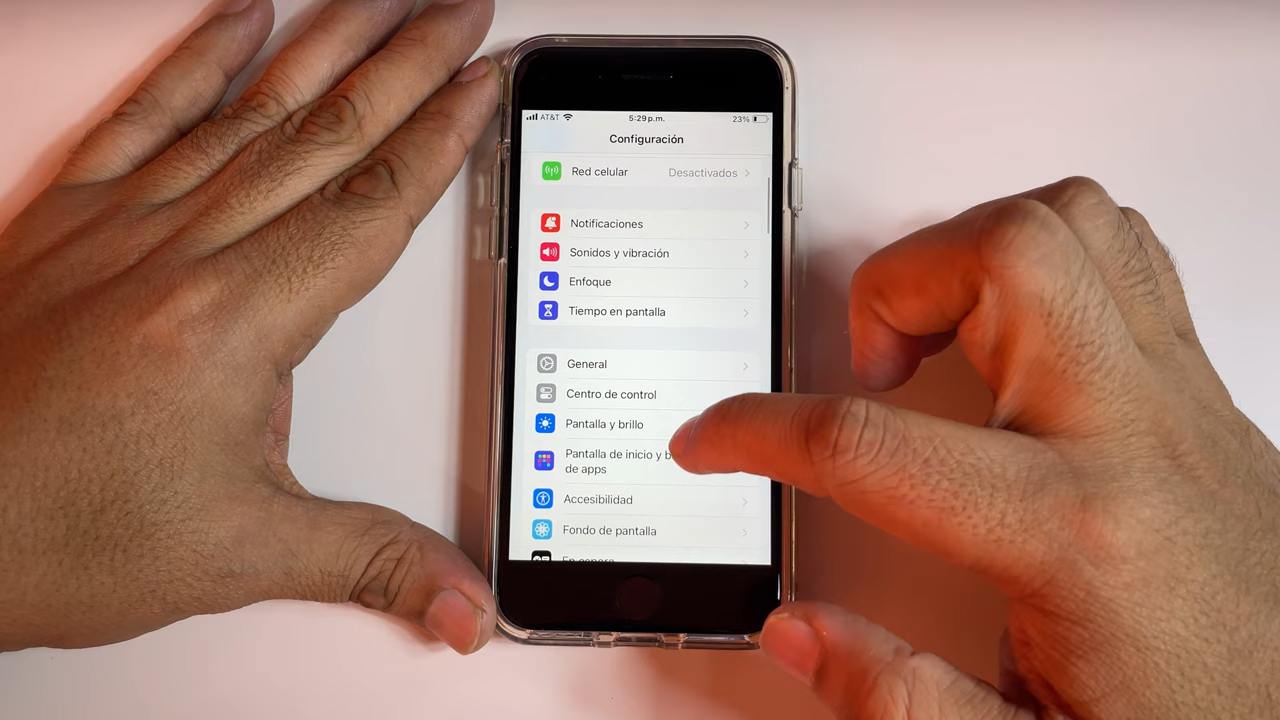 AT&T 5:29 p.m. 23%
Configuración
Red celular Desactivados
Notificaciones
Sonidos y vibración
Enfoque
Tiempo en pantalla
General
Centro de control
Pantalla y brillo
Pantalla de inicio y b
de apps
Accesibilidad
Fondo de pantalla